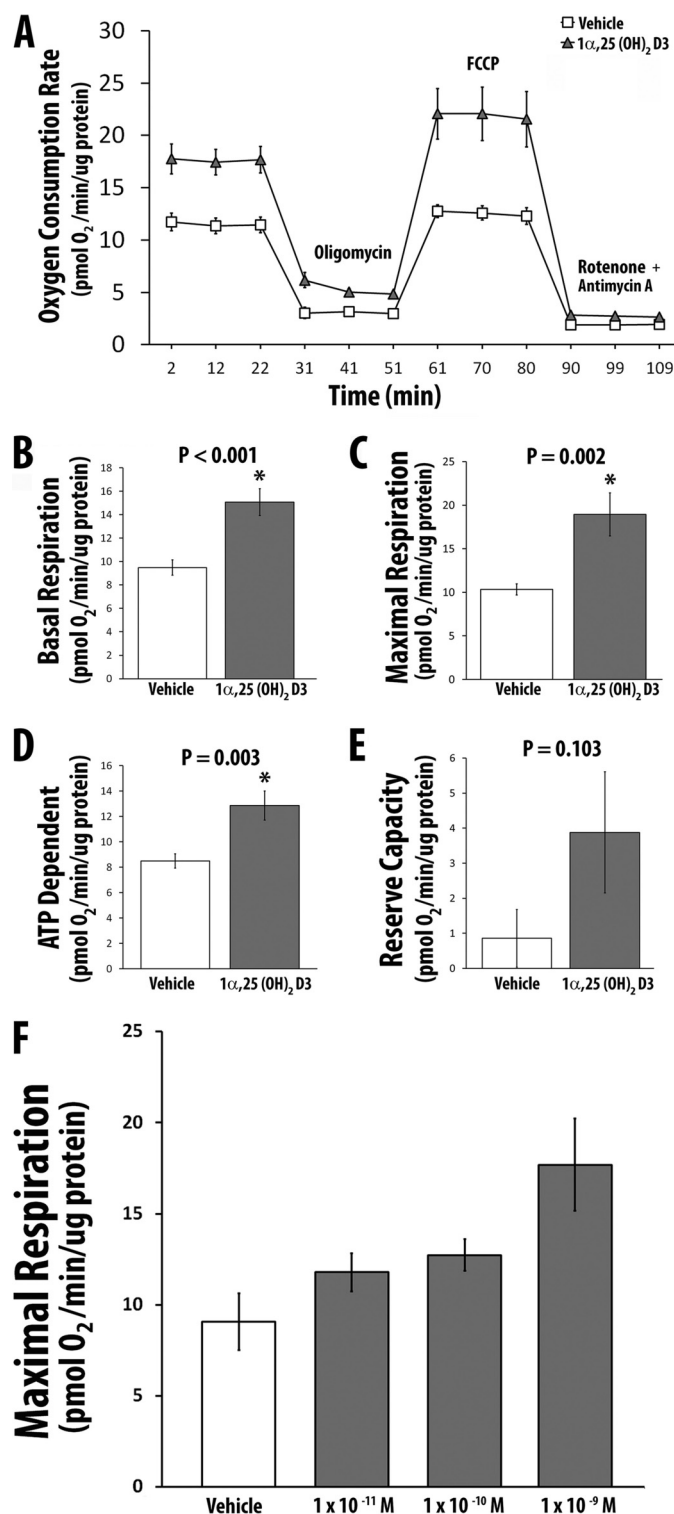 A
Oxygen Consumption Rate
(pmol O2 /min/ug protein)
30
25
20
15
10
5
0
Vehicle
1α,25 (OH)2 D3
FCCP
Oligomycin
Rotenone +
Antimycin A
2 12 22 31 41 51 61 70 80 90 99 109
Time (min)
B
P < 0.001
Basal Respiration
(pmol O2 /min/ug protein)
18
16
14
12
10
8
6
4
2
0
*
Vehicle 1α,25 (OH)2 D3
C
P = 0.002
Maximal Respiration
(pmol O2 /min/ug protein)
25
20
15
10
5
0
*
Vehicle 1α,25 (OH)2 D3
D
P = 0.003
ATP Dependent
(pmol O2 /min/ug protein)
16
14
12
10
8
6
4
2
0
*
Vehicle 1α,25 (OH)2 D3
E
P = 0.103
Reserve Capacity
(pmol O2 /min/ug protein)
6
5
4
3
2
1
0
Vehicle 1α,25 (OH)2 D3
F
Maximal Respiration
(pmol O2 /min/ug protein)
25
20
15
10
5
0
Vehicle 1 x 10 -11 M 1 x 10 -10 M 1 x 10 -9 M